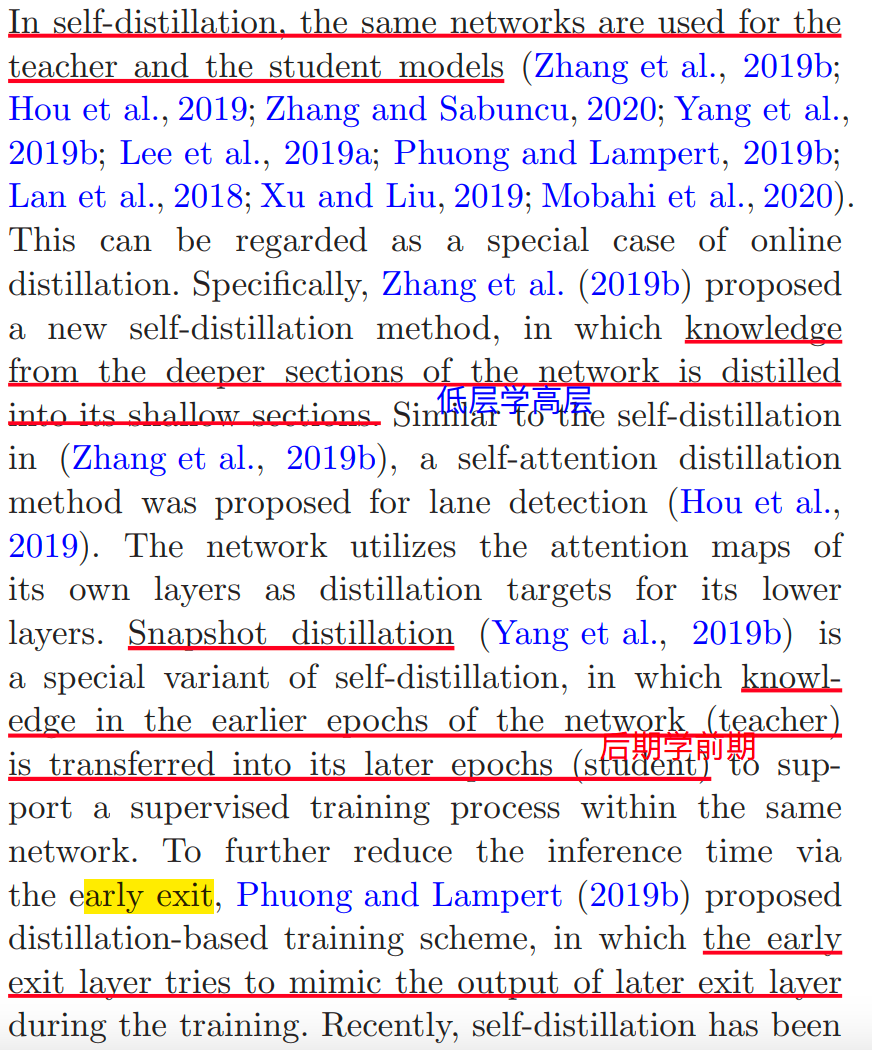 In self-distillation, the same networks are used for the
teacher and the student models (Zhang et al., 2019b;
Hou et al., 2019; Zhang and Sabuncu, 2020; Yang et al.,
2019b; Lee et al., 2019a; Phuong and Lampert, 2019b;
Lan et al., 2018; Xu and Liu, 2019; Mobahi et al., 2020).
This can be regarded as a special case of online
distillation. Specifically, Zhang et al. (2019b) proposed
a new self-distillation method, in which knowledge
from the deeper sections of the network is distilled
低层学高层
into its shallow sections. Similar to the self-distillation
in (Zhang et al., 2019b), a self-attention distillation
method was proposed for lane detection (Hou et al.,
2019). The network utilizes the attention maps of
its own layers as distillation targets for its lower
layers. Snapshot distillation (Yang et al., 2019b) is
a special variant of self-distillation, in which knowl-
edge in the earlier epochs of the network (teacher)
后期学前期
is transferred into its later epochs (student) to sup-
port a supervised training process within the same
network. To further reduce the inference time via
the early exit, Phuong and Lampert (2019b) proposed
distillation-based training scheme, in which the early
exit layer tries to mimic the output of later exit layer
during the training. Recently, self-distillation has been